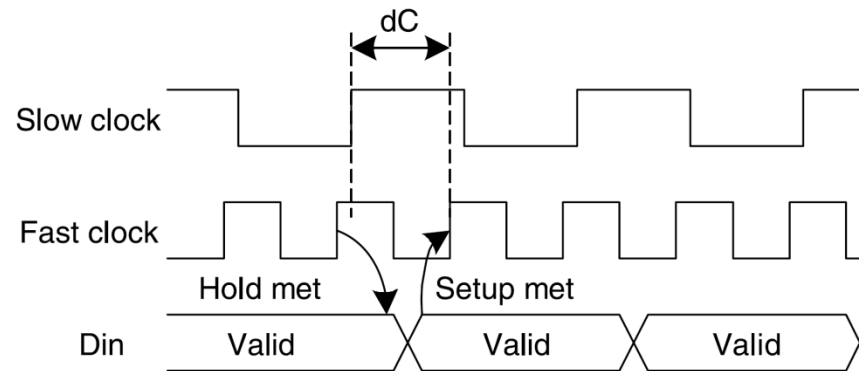 dC
Slow clock
Fast clock
Hold met Setup met
Din Valid Valid Valid